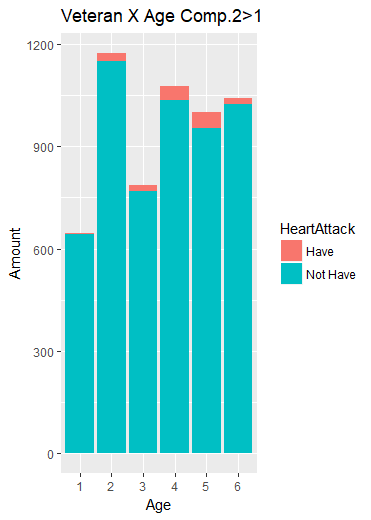 Veteran X Age Comp.2>1
1200
900
600
300
0
Amount
1 2 3 4 5 6
Age
HeartAttack
Have
Not Have